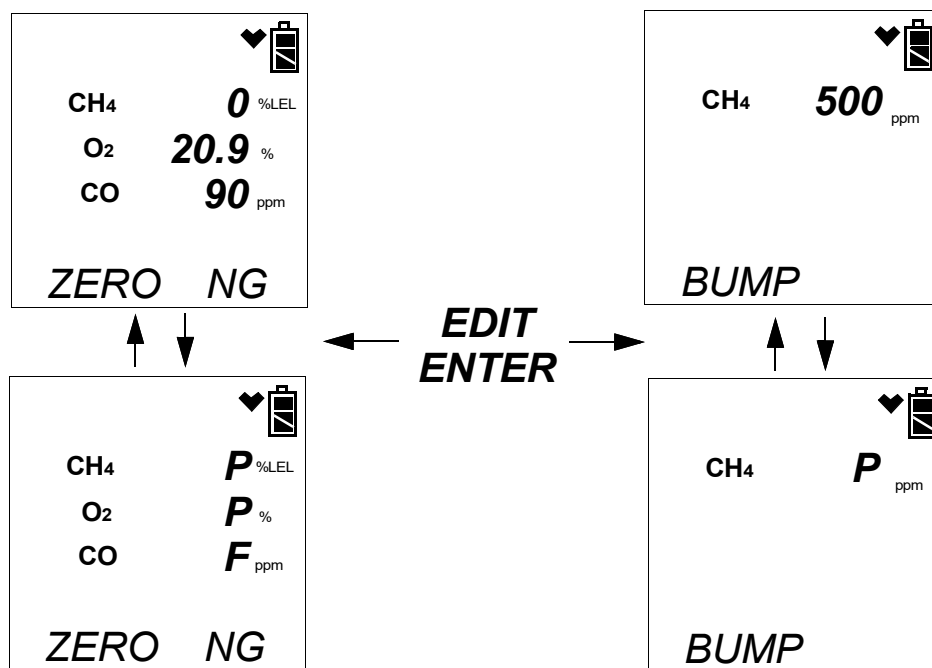 CH4 0 %LEL
O2 20.9 %
CO 90 ppm
ZERO NG
CH4 500 ppm
BUMP
EDIT
ENTER
CH4 P %LEL
O2 P %
CO F ppm
ZERO NG
CH4 P ppm
BUMP